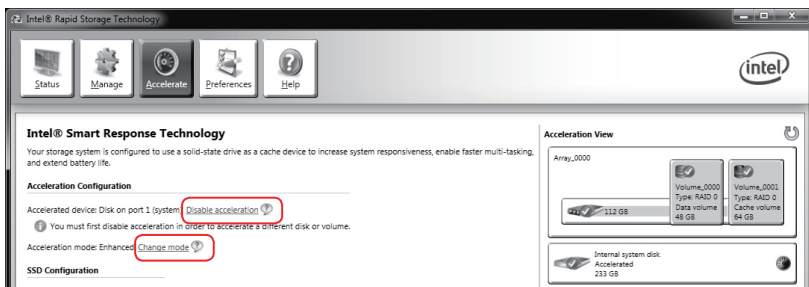 Intel® Rapid Storage Technology
Status
Manage
Accelerate
Preferences
Help
intel
Intel® Smart Response Technology
Your storage system is configured to use a solid-state drive as a cache device to increase system responsiveness, enable faster multi-tasking,
and extend battery life.
Acceleration Configuration
Accelerated device: Disk on port 1 (system) Disable acceleration
You must first disable acceleration in order to accelerate a different disk or volume.
Acceleration mode: Enhanced Change mode
SSD Configuration
Acceleration View
Array_0000
112 GB
Volume_0000
Type: RAID 0
Data volume
48 GB
Volume_0001
Type: RAID 0
Cache volume
64 GB
Internal system disk
Accelerated
233 GB